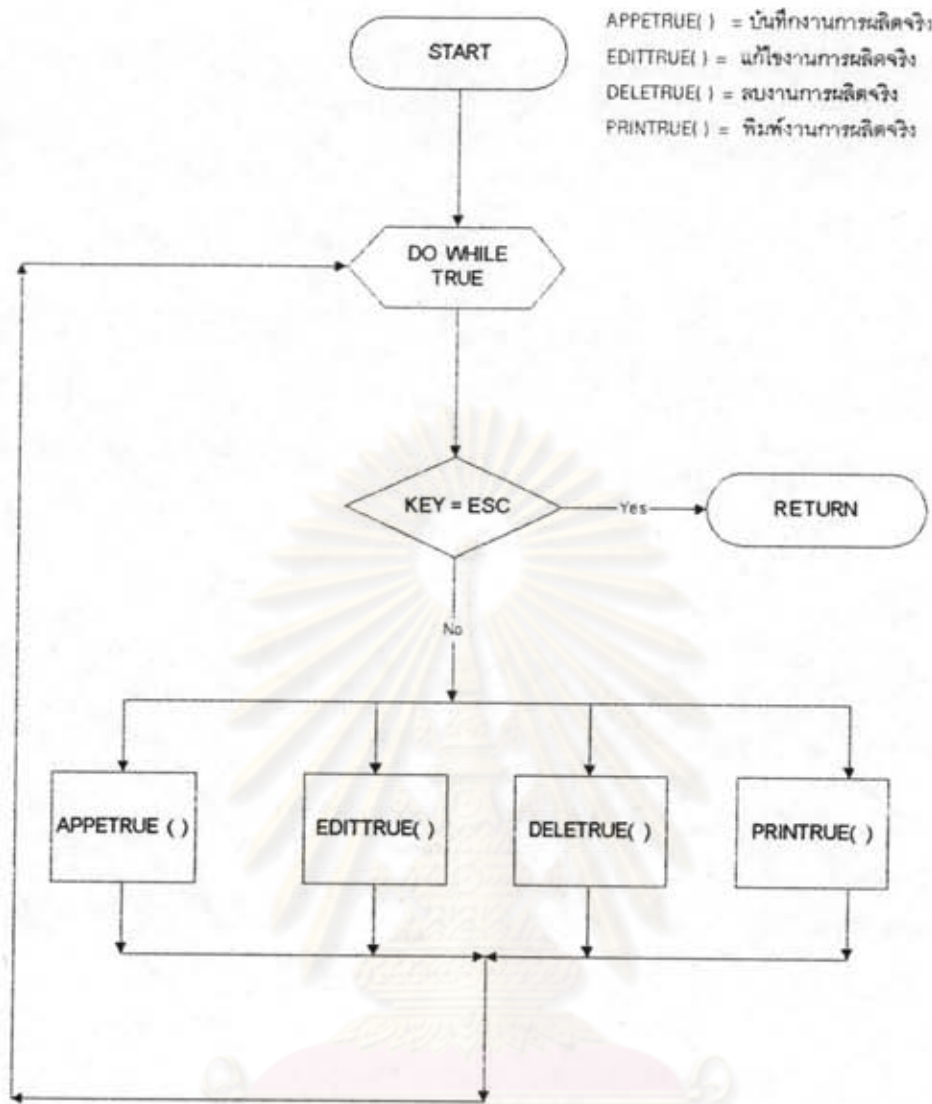 APPETRUE( ) = บันทึกงานการผลิตจริง
EDITTRUE( ) = แก้ไขงานการผลิตจริง
DELETRUE( ) = ลบงานการผลิตจริง
PRINTRUE( ) = พิมพ์งานการผลิตจริง
START
DO WHILE
TRUE
KEY = ESC
Yes
RETURN
No
APPETRUE ( )
EDITTRUE( )
DELETRUE( )
PRINTRUE( )